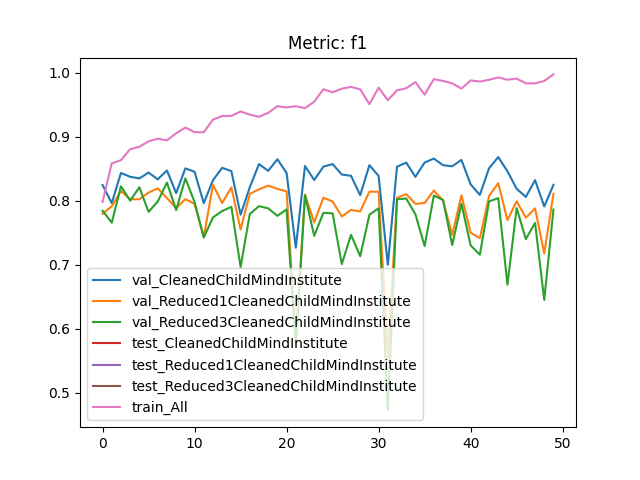 Metric: f1
1.0
0.9
0.8
0.7
0.6
0.5
val_CleanedChildMindInstitute
val_Reduced1CleanedChildMindInstitute
val_Reduced3CleanedChildMindInstitute
test_CleanedChildMindInstitute
test_Reduced1CleanedChildMindInstitute
test_Reduced3CleanedChildMindInstitute
train_All
0 10 20 30 40 50